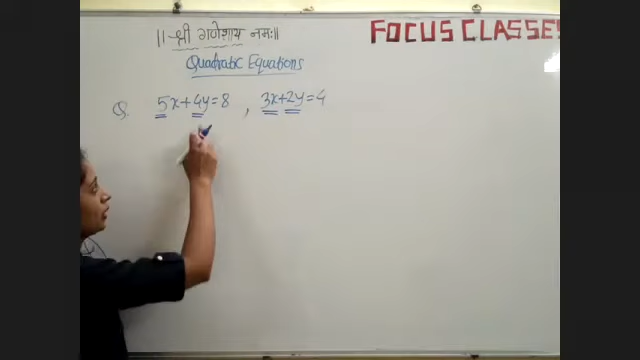 ॥ श्री गणेशाय नमः॥
FOCUS CLASSES
Quadratic Equations
Q. 5x+4y=8 , 3x+2y=4